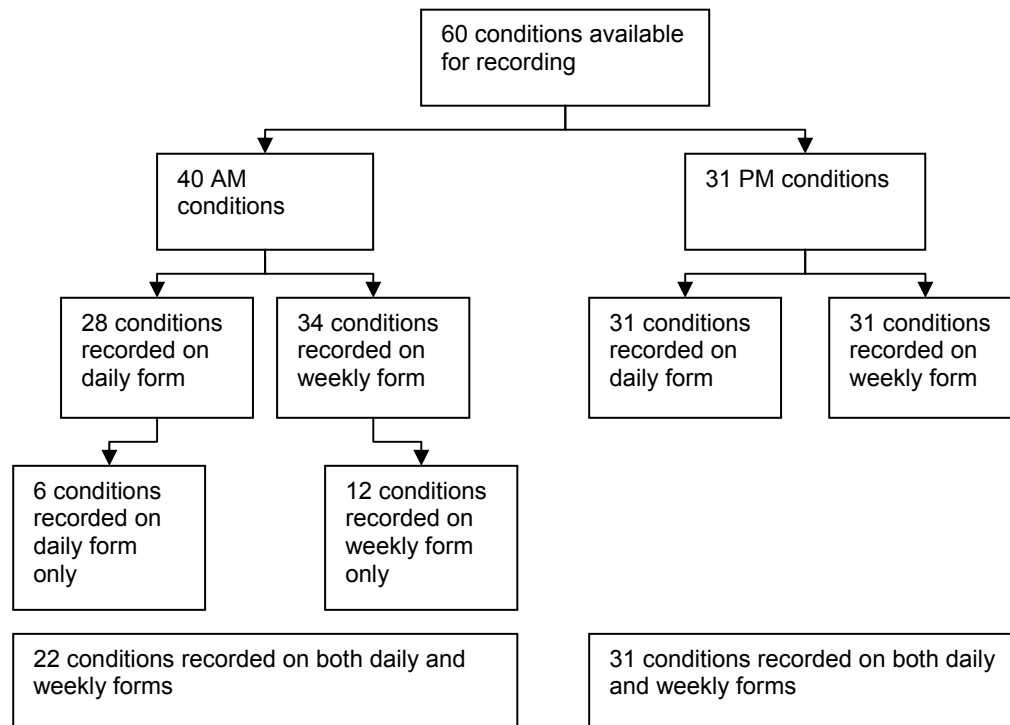 60 conditions available
for recording
40 AM
conditions
31 PM conditions
28 conditions
recorded on
daily form
34 conditions
recorded on
weekly form
31 conditions
recorded on
daily form
31 conditions
recorded on
weekly form
6 conditions
recorded on
daily form
only
12 conditions
recorded on
weekly form
only
22 conditions recorded on both daily and
weekly forms
31 conditions recorded on both daily
and weekly forms